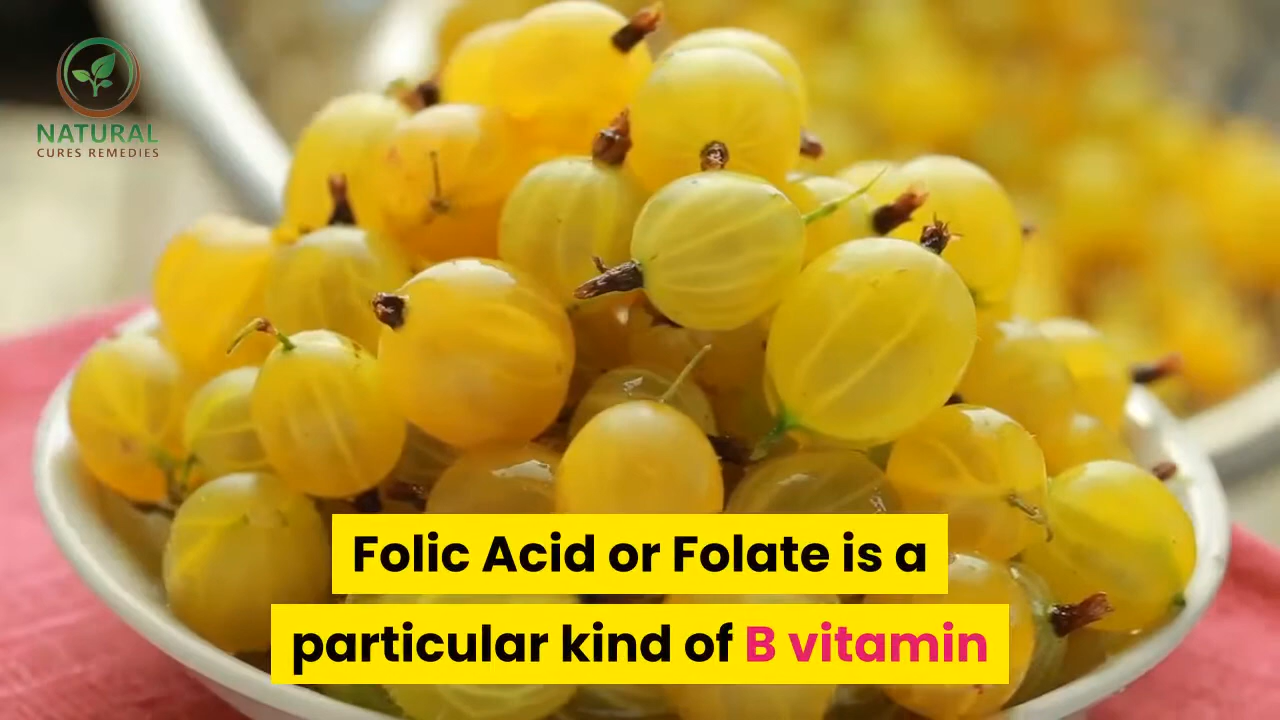 NATURAL
CURES REMEDIES
Folic Acid or Folate is a
particular kind of B vitamin